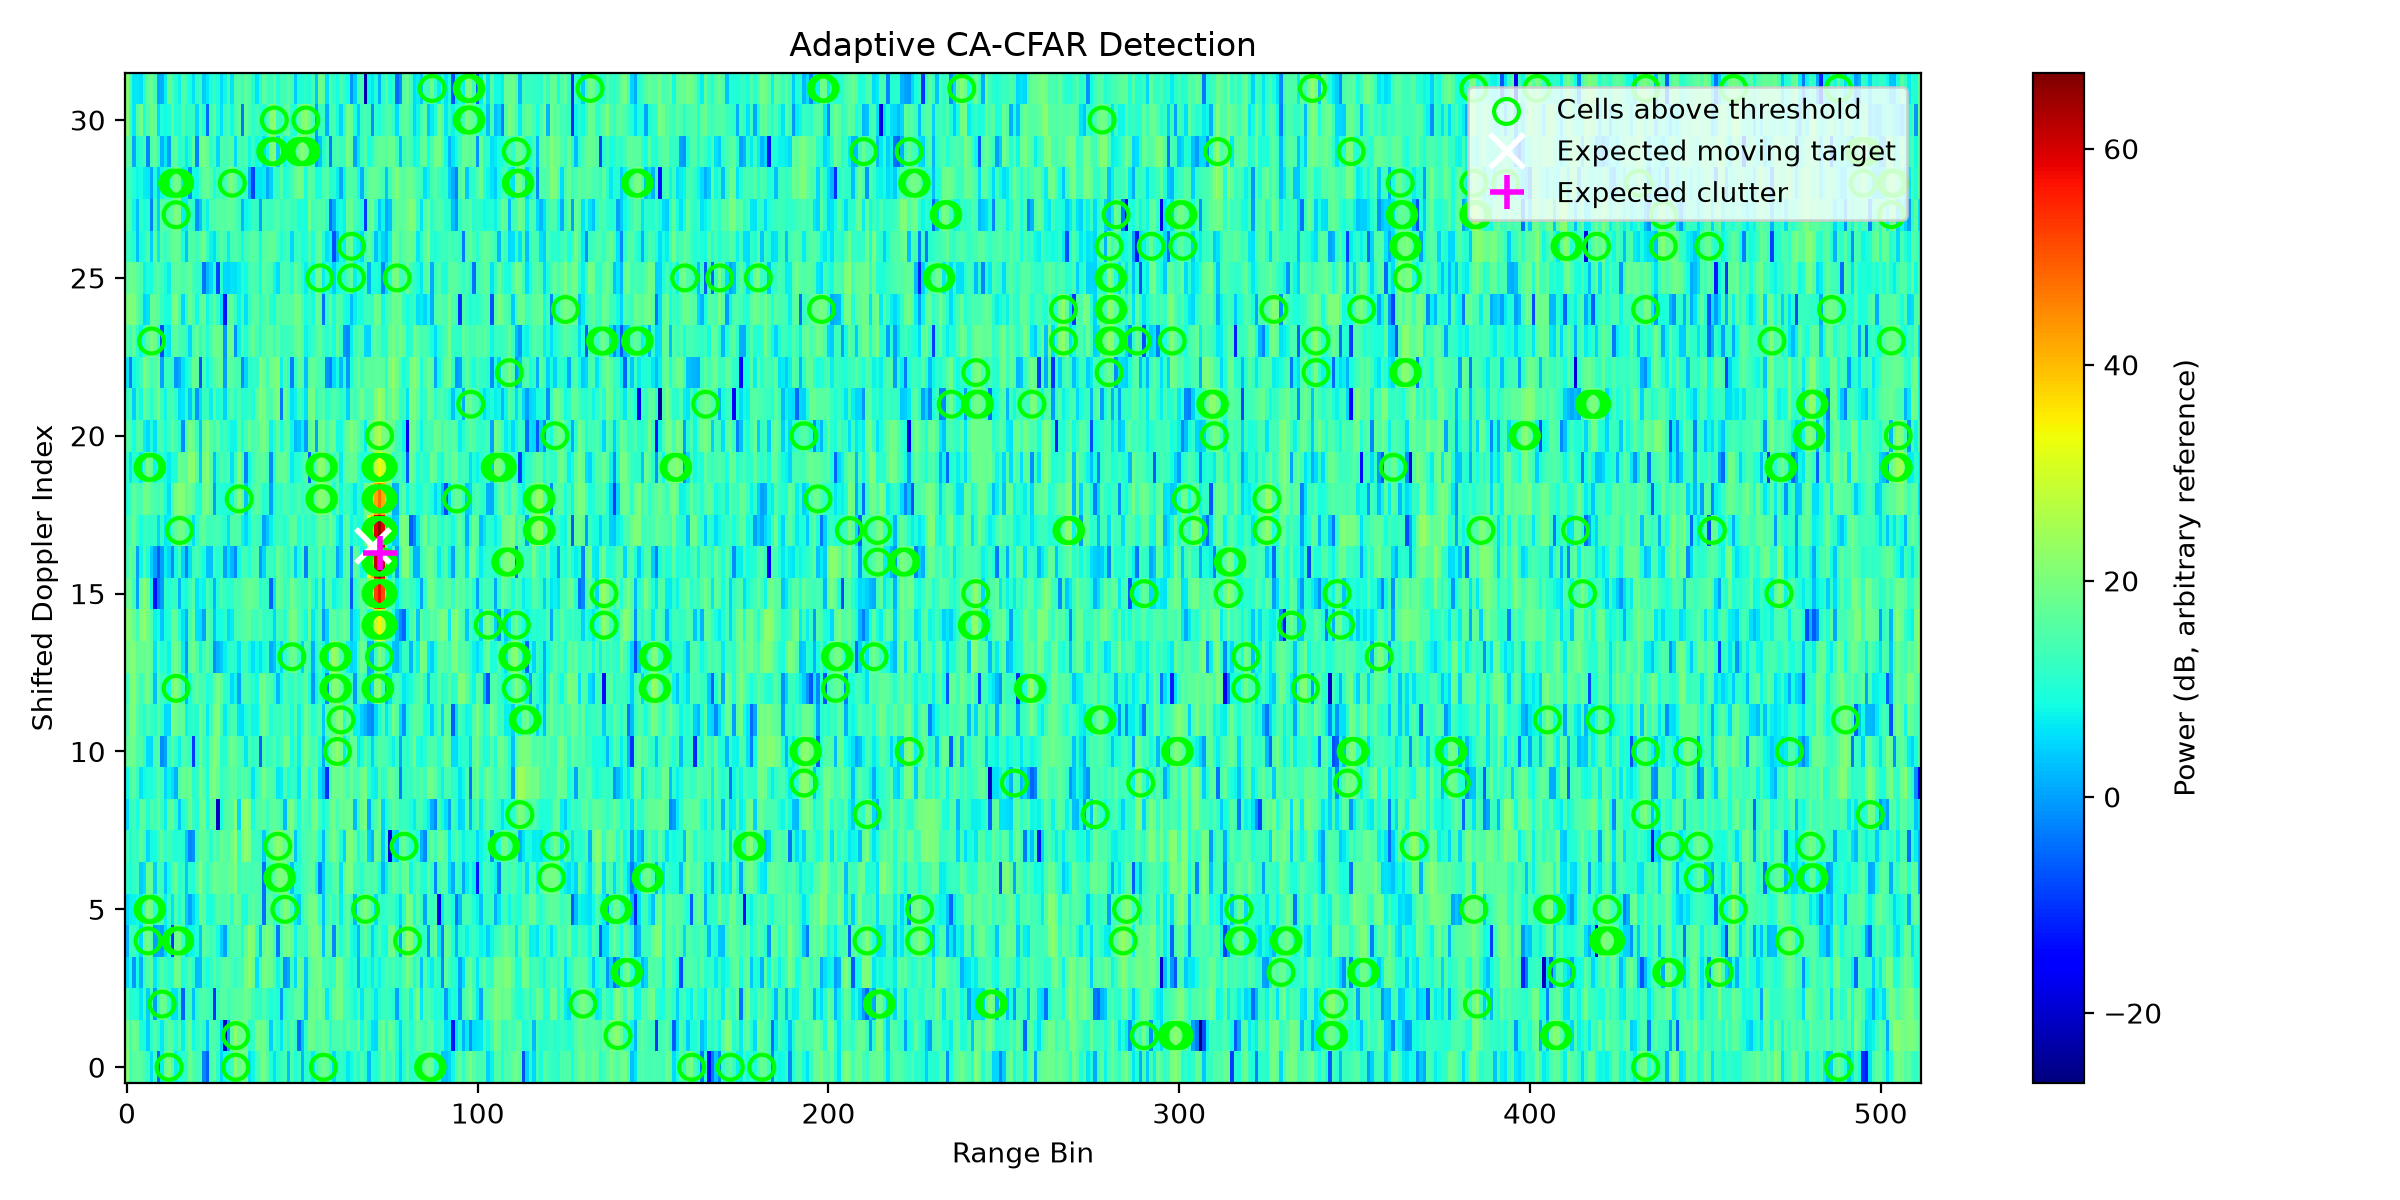 Adaptive CA-CFAR Detection
Cells above threshold
Expected moving target
Expected clutter
Shifted Doppler Index
30
25
20
15
10
5
0
0 100 200 300 400 500
Range Bin
60
40
20
0
−20
Power (dB, arbitrary reference)